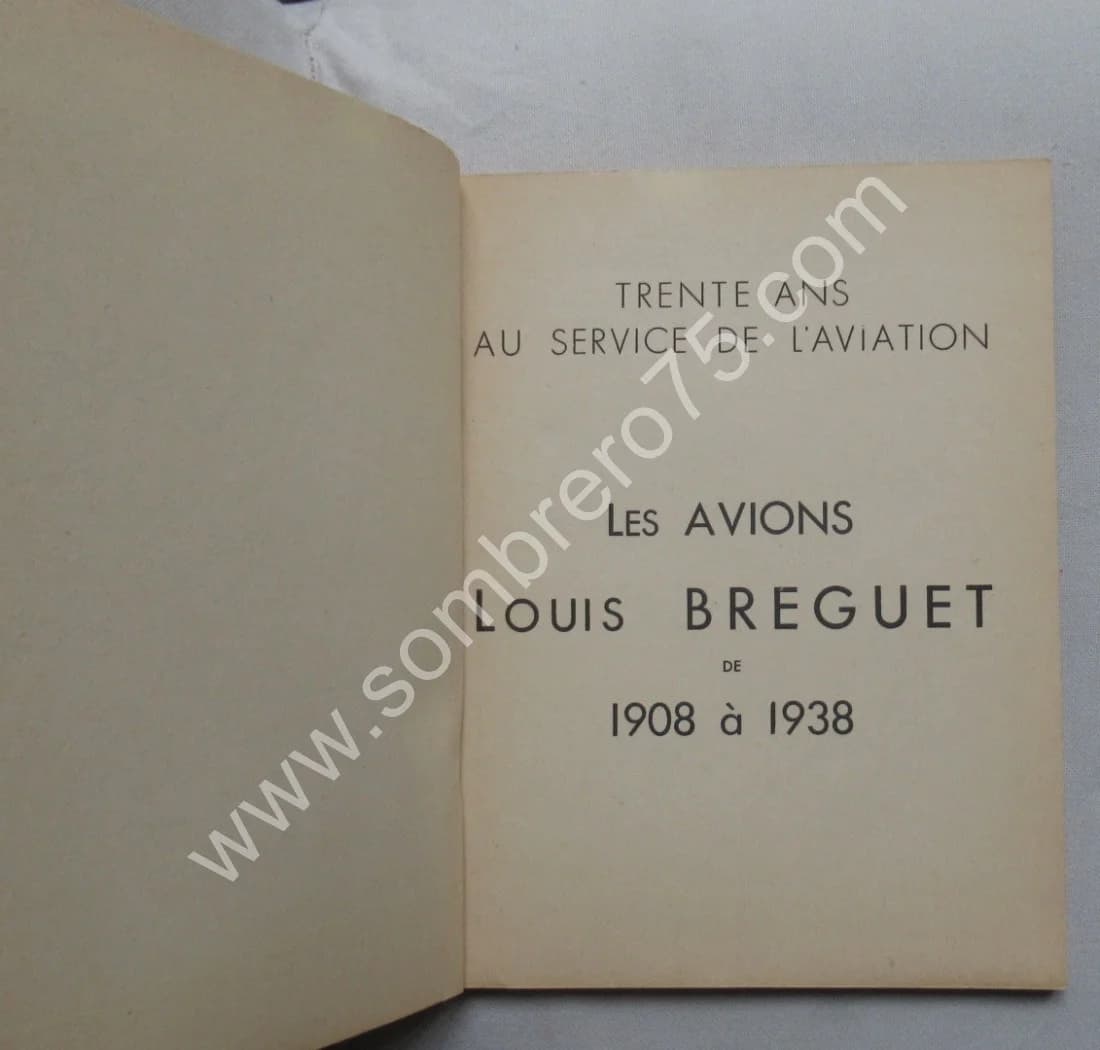 TRENTE ANS
AU SERVICE DE L'AVIATION
LES AVIONS
LOUIS BREGUET
DE
1908 à 1938
www.sombrero75.com